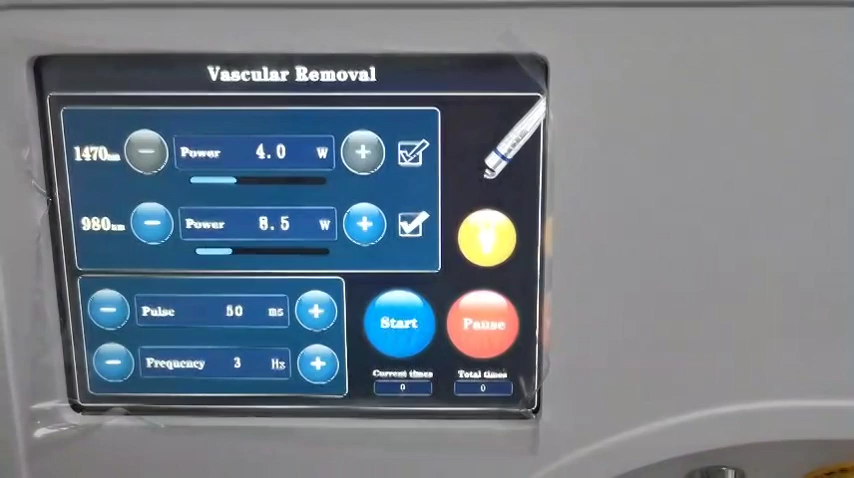 Vascular Removal
1470nm Power 4.0 W
980nm Power 8.5 W
Pulse 50 ms
Frequency 3 Hz
Start
Pause
Current times
Total times
0
0